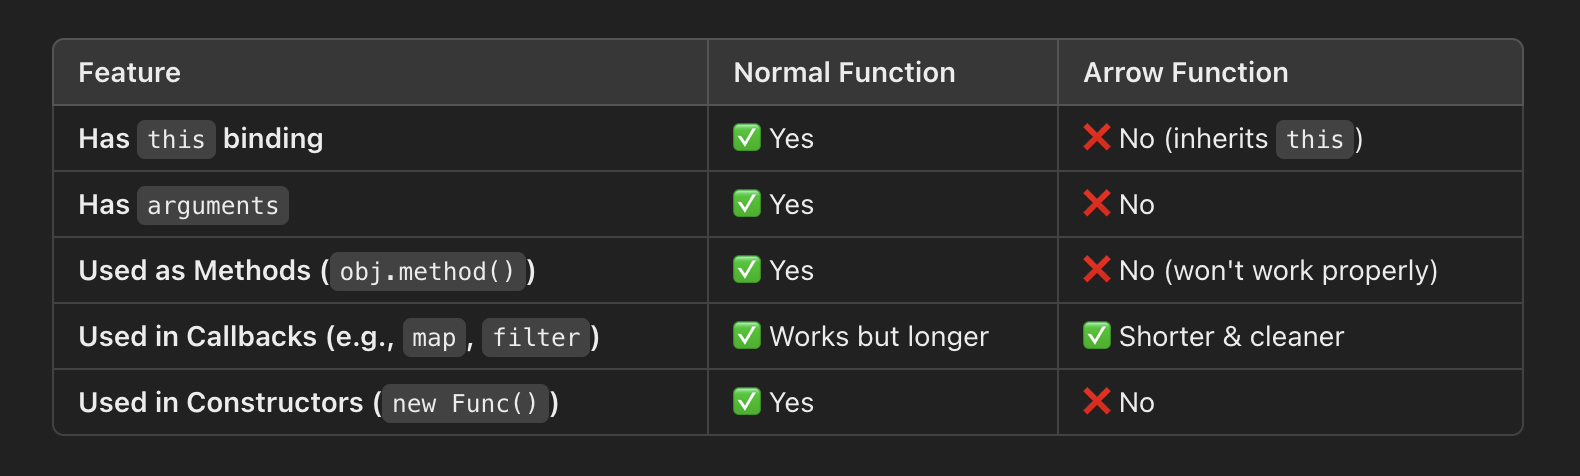 Feature Normal Function Arrow Function
Has this binding ✅ Yes ❌ No (inherits this)
Has arguments ✅ Yes ❌ No
Used as Methods (obj.method()) ✅ Yes ❌ No (won't work properly)
Used in Callbacks (e.g., map, filter) ✅ Works but longer ✅ Shorter & cleaner
Used in Constructors (new Func()) ✅ Yes ❌ No